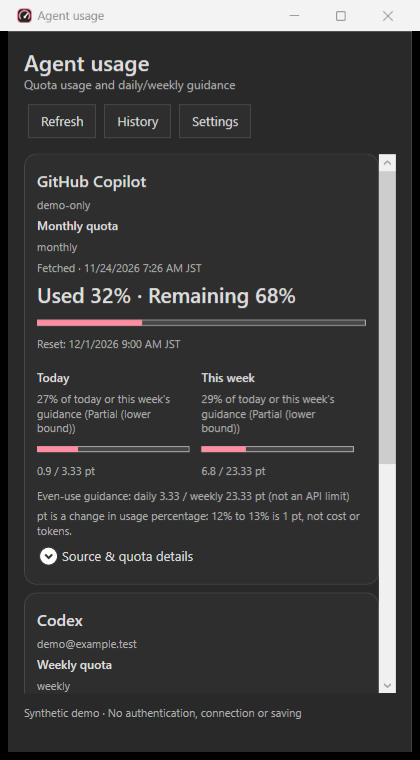 Agent usage
Agent usage
Quota usage and daily/weekly guidance
Refresh History Settings
GitHub Copilot
demo-only
Monthly quota
monthly
Fetched · 11/24/2026 7:26 AM JST
Used 32% · Remaining 68%
Reset: 12/1/2026 9:00 AM JST
Today
27% of today or this week's
guidance (Partial (lower
bound))
0.9 / 3.33 pt
This week
29% of today or this week's
guidance (Partial (lower
bound))
6.8 / 23.33 pt
Even-use guidance: daily 3.33 / weekly 23.33 pt (not an API limit)
pt is a change in usage percentage: 12% to 13% is 1 pt, not cost or
tokens.
Source & quota details
Codex
demo@example.test
Weekly quota
weekly
Synthetic demo · No authentication, connection or saving